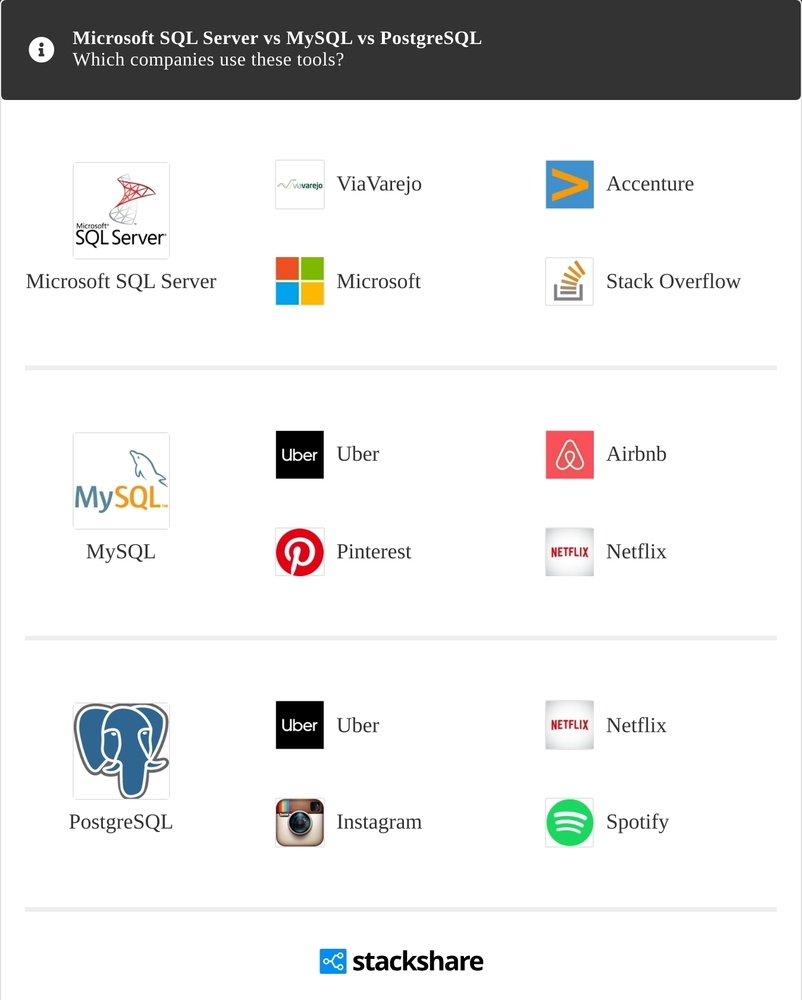 Microsoft SQL Server vs MySQL vs PostgreSQL
Which companies use these tools?
Microsoft®
SQL Server®
Microsoft SQL Server
viavarejo
ViaVarejo
Accenture
Microsoft
Stack Overflow
MySQL™
MySQL
Uber
Uber
Airbnb
Pinterest
NETFLIX
Netflix
PostgreSQL
Uber
Uber
NETFLIX
Netflix
Instagram
Spotify
stackshare